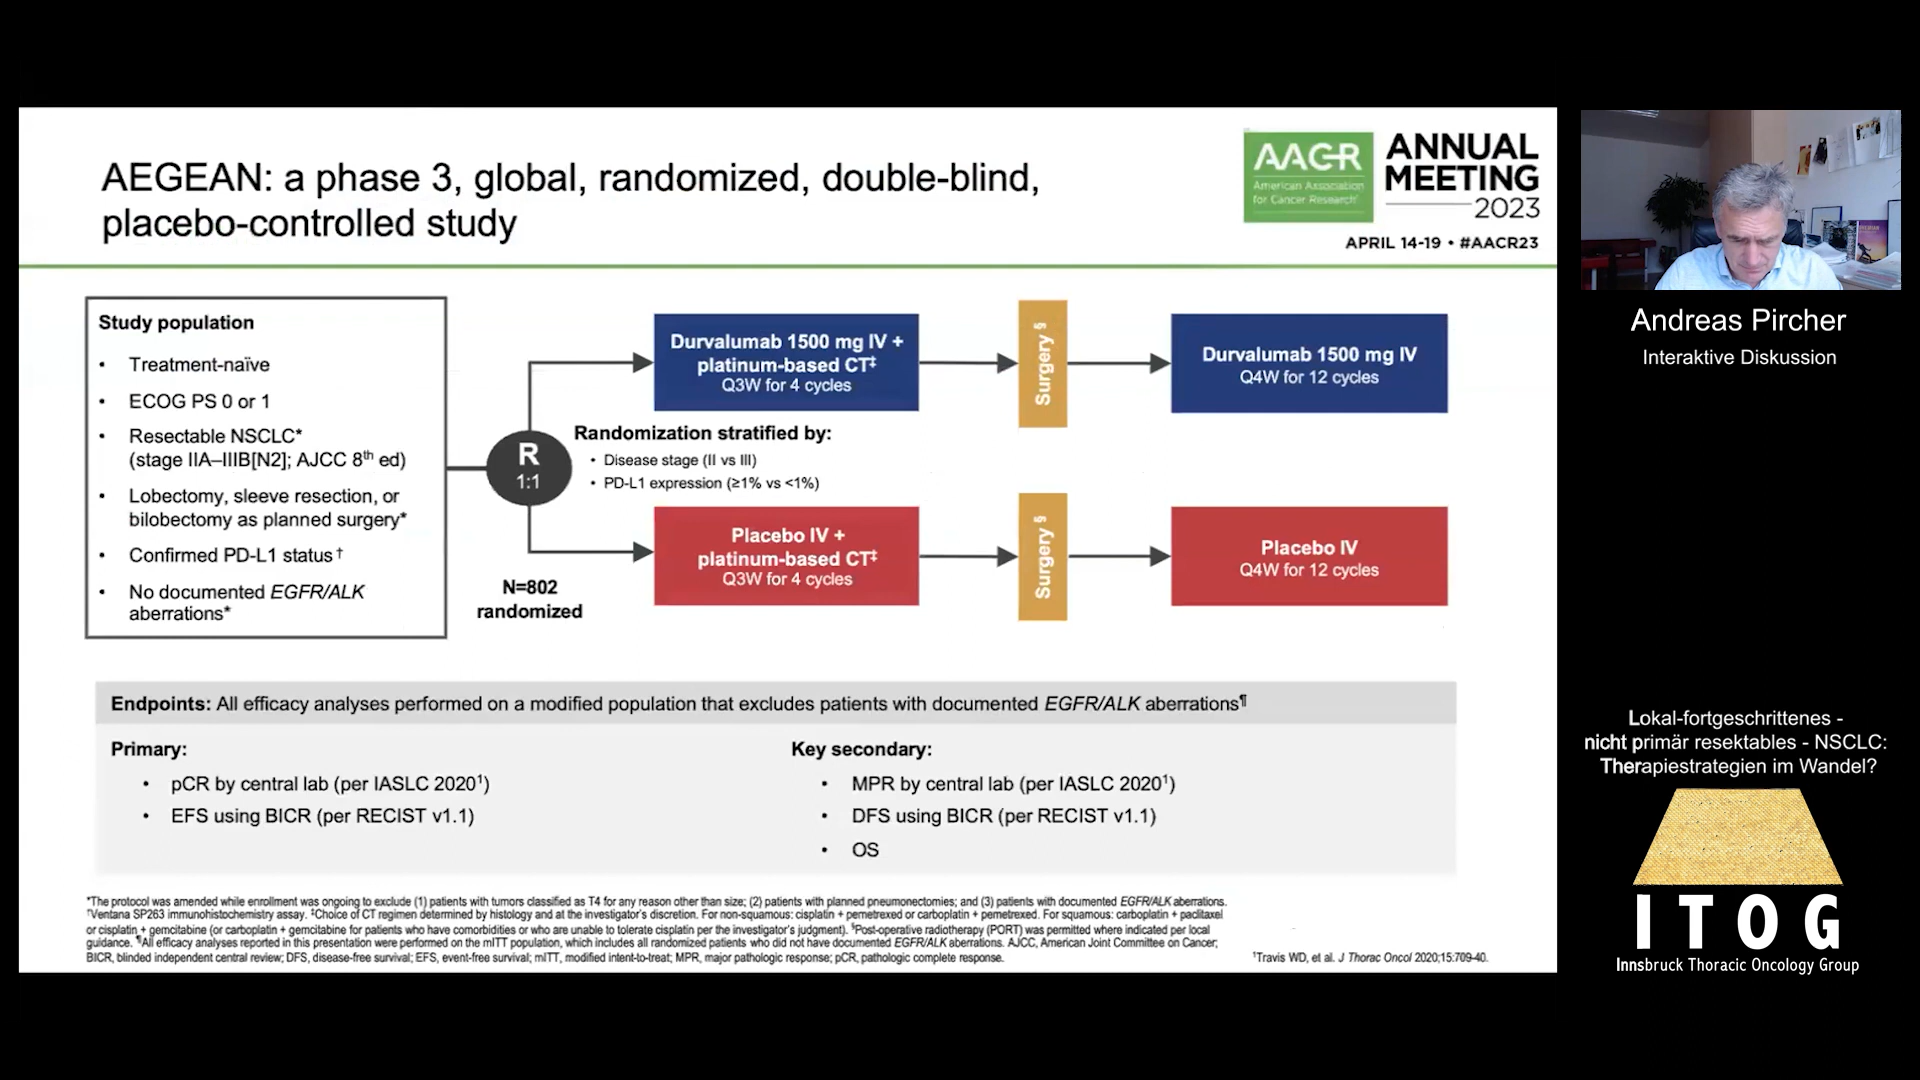 AEGEAN: a phase 3, global, randomized, double-blind,
placebo-controlled study
AACR
American Association
for Cancer Research
ANNUAL
MEETING
2023
APRIL 14-19 • #AACR23
Study population
• Treatment-naïve
• ECOG PS 0 or 1
• Resectable NSCLC*
(stage IIA–IIIB[N2]; AJCC 8th ed)
• Lobectomy, sleeve resection, or
bilobectomy as planned surgery*
• Confirmed PD-L1 status†
• No documented EGFR/ALK
aberrations*
R
1:1
N=802
randomized
Durvalumab 1500 mg IV +
platinum-based CT‡
Q3W for 4 cycles
Surgery§
Durvalumab 1500 mg IV
Q4W for 12 cycles
Randomization stratified by:
• Disease stage (II vs III)
• PD-L1 expression (≥1% vs <1%)
Placebo IV +
platinum-based CT‡
Q3W for 4 cycles
Surgery§
Placebo IV
Q4W for 12 cycles
Endpoints: All efficacy analyses performed on a modified population that excludes patients with documented EGFR/ALK aberrations¶
Primary:
• pCR by central lab (per IASLC 2020¹)
• EFS using BICR (per RECIST v1.1)
Key secondary:
• MPR by central lab (per IASLC 2020¹)
• DFS using BICR (per RECIST v1.1)
• OS
*The protocol was amended while enrollment was ongoing to exclude (1) patients with tumors classified as T4 for any reason other than size; (2) patients with planned pneumonectomies; and (3) patients with documented EGFR/ALK aberrations.
†Ventana SP263 immunohistochemistry assay. ‡Choice of CT regimen determined by histology and at the investigator's discretion. For non-squamous: cisplatin + pemetrexed or carboplatin + pemetrexed. For squamous: carboplatin + paclitaxel
or cisplatin + gemcitabine (or carboplatin + gemcitabine for patients who have comorbidities or who are unable to tolerate cisplatin per the investigator's judgment). §Post-operative radiotherapy (PORT) was permitted where indicated per local
guidance. ¶All efficacy analyses reported in this presentation were performed on the mITT population, which includes all randomized patients who did not have documented EGFR/ALK aberrations. AJCC, American Joint Committee on Cancer;
BICR, blinded independent central review; DFS, disease-free survival; EFS, event-free survival; mITT, modified intent-to-treat; MPR, major pathologic response; pCR, pathologic complete response.
¹Travis WD, et al. J Thorac Oncol 2020;15:709-40.
Andreas Pircher
Interaktive Diskussion
Lokal-fortgeschrittenes -
nicht primär resektables - NSCLC:
Therapiestrategien im Wandel?
ITOG
Innsbruck Thoracic Oncology Group